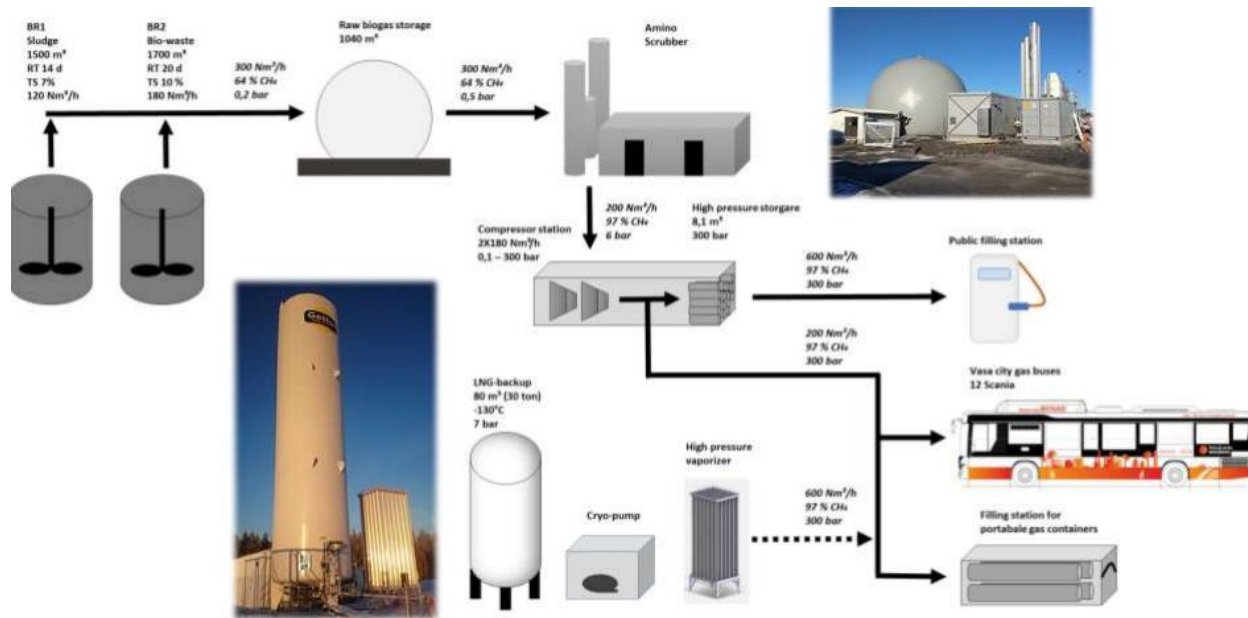 BR1
Sludge
1500 m³
RT 14 d
TS 7%
120 Nm³/h
BR2
Bio-waste
1700 m³
RT 20 d
TS 10 %
180 Nm³/h
300 Nm³/h
64 % CH₄
0,2 bar
Raw biogas storage
1040 m³
300 Nm³/h
64 % CH₄
0,5 bar
Amino
Scrubber
200 Nm³/h
97 % CH₄
6 bar
High pressure storgare
8,1 m³
300 bar
Compressor station
2X180 Nm³/h
0,1 – 300 bar
600 Nm³/h
97 % CH₄
300 bar
Public filling station
200 Nm³/h
97 % CH₄
300 bar
Vasa city gas buses
12 Scania
LNG-backup
80 m³ (30 ton)
-130°C
7 bar
Cryo-pump
High pressure
vaporizer
600 Nm³/h
97 % CH₄
300 bar
Filling station for
portabale gas containers